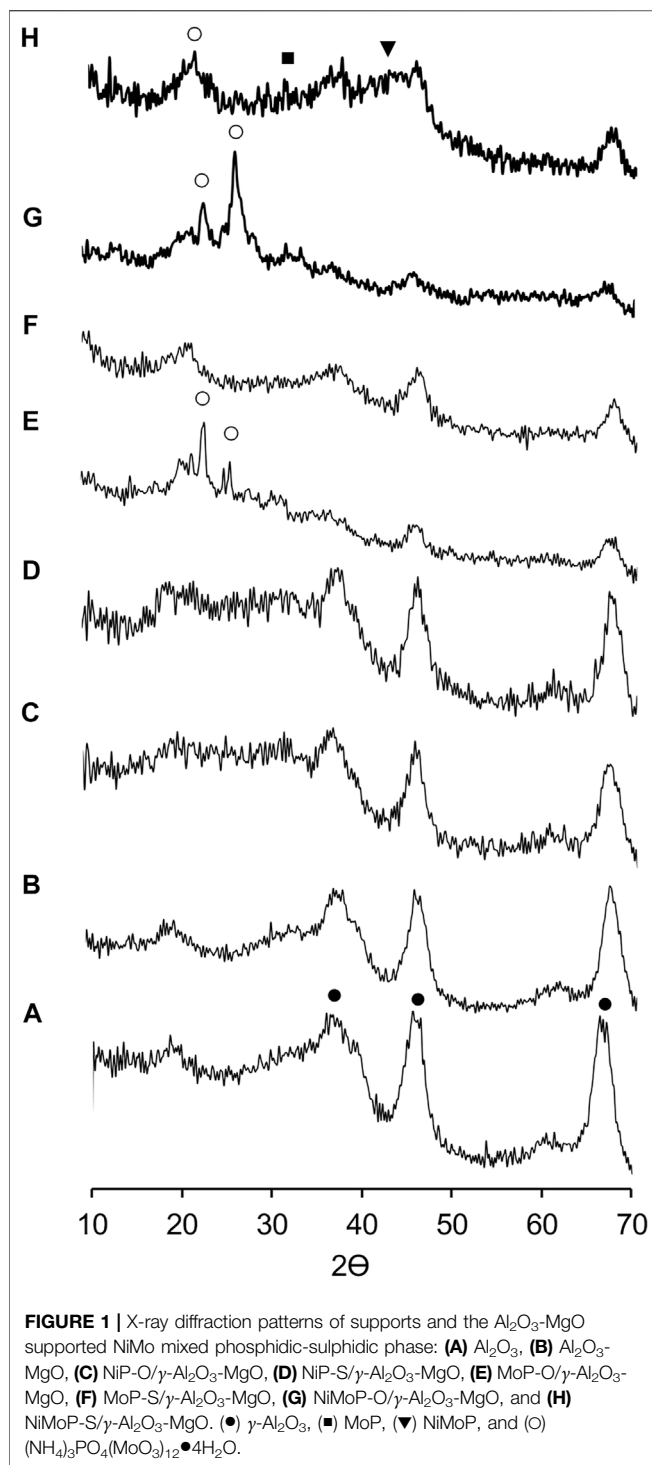 H
G
F
E
D
C
B
A
10 20 30 40 50 60 70
2Θ
FIGURE 1 | X-ray diffraction patterns of supports and the Al₂O₃-MgO
supported NiMo mixed phosphidic-sulphidic phase: (A) Al₂O₃, (B) Al₂O₃-
MgO, (C) NiP-O/γ-Al₂O₃-MgO, (D) NiP-S/γ-Al₂O₃-MgO, (E) MoP-O/γ-Al₂O₃-
MgO, (F) MoP-S/γ-Al₂O₃-MgO, (G) NiMoP-O/γ-Al₂O₃-MgO, and (H)
NiMoP-S/γ-Al₂O₃-MgO. (●) γ-Al₂O₃, (■) MoP, (▼) NiMoP, and (○)
(NH₄)₃PO₄(MoO₃)₁₂●4H₂O.